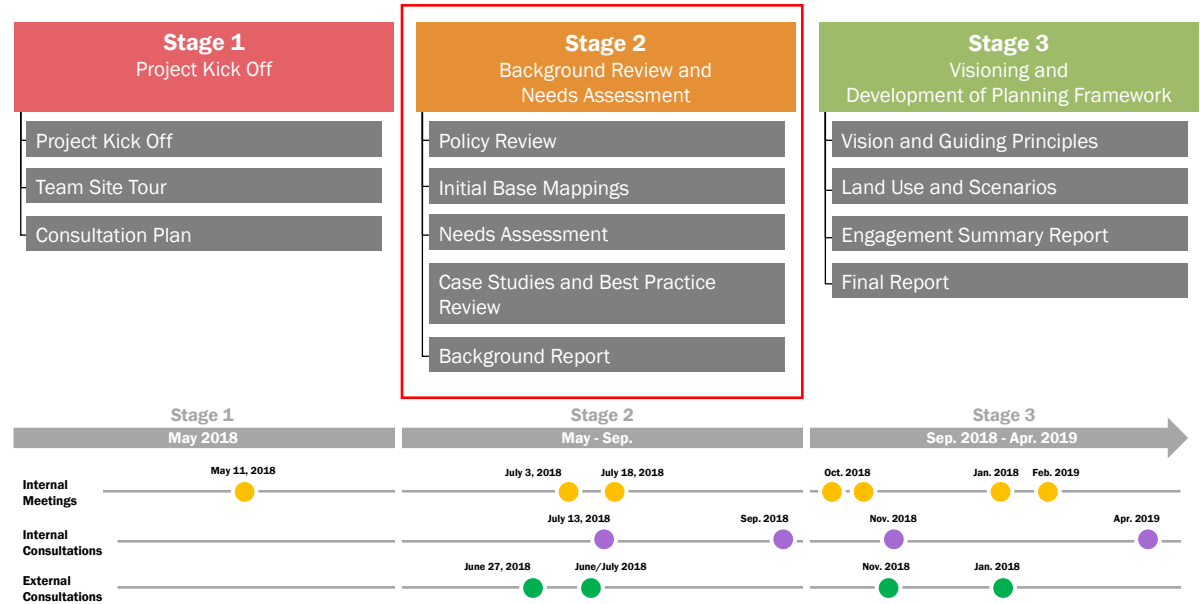 Stage 1
Project Kick Off
Project Kick Off
Team Site Tour
Consultation Plan
Stage 2
Background Review and
Needs Assessment
Policy Review
Initial Base Mappings
Needs Assessment
Case Studies and Best Practice
Review
Background Report
Stage 3
Visioning and
Development of Planning Framework
Vision and Guiding Principles
Land Use and Scenarios
Engagement Summary Report
Final Report
Stage 1
Stage 2
Stage 3
May 2018
May - Sep.
Sep. 2018 - Apr. 2019
Internal
Meetings
May 11, 2018
July 3, 2018
July 18, 2018
Oct. 2018
Jan. 2018
Feb. 2019
Internal
Consultations
July 13, 2018
Sep. 2018
Nov. 2018
Apr. 2019
External
Consultations
June 27, 2018
June/July 2018
Nov. 2018
Jan. 2018